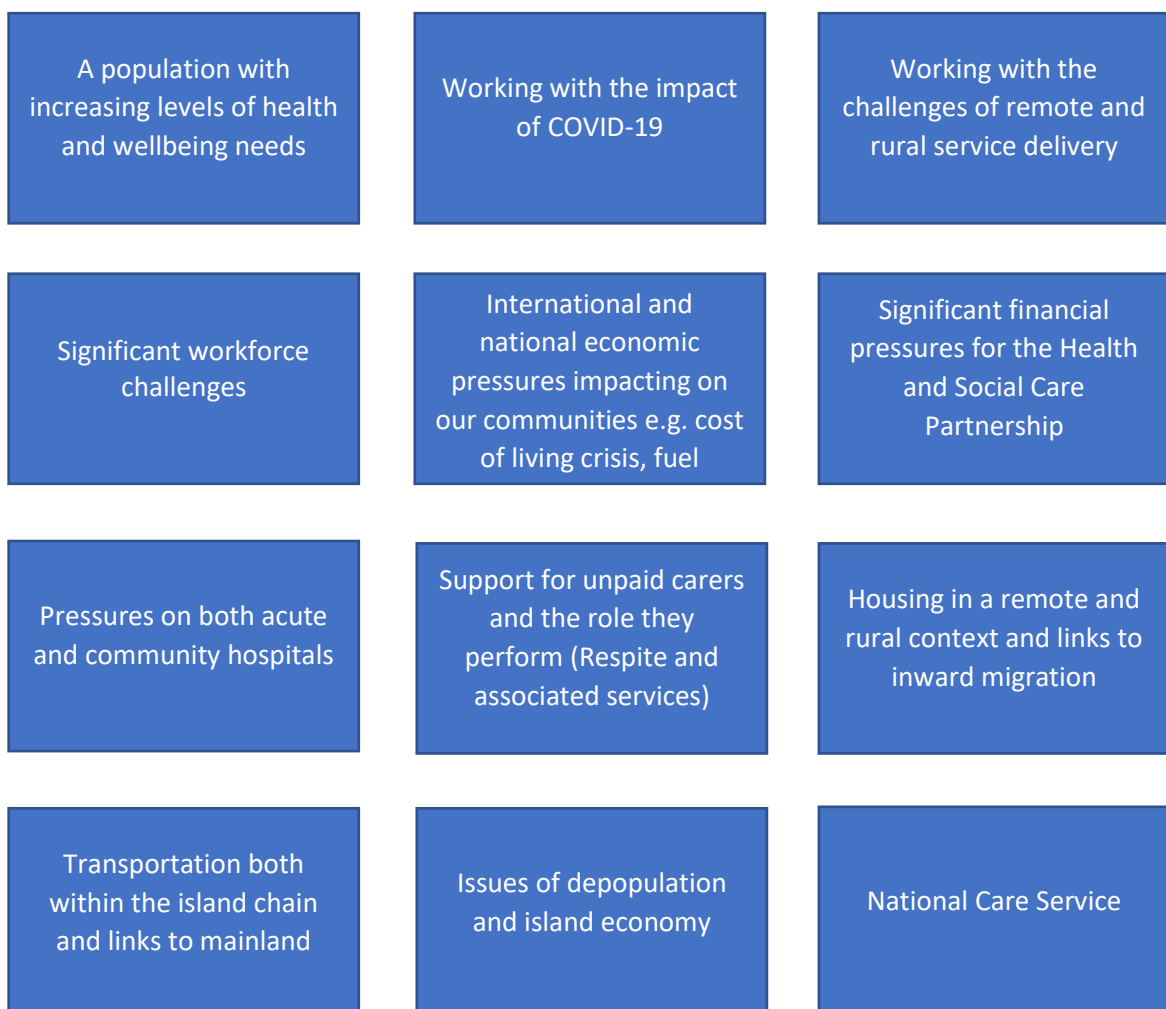 A population with
increasing levels of health
and wellbeing needs
Working with the impact
of COVID-19
Working with the
challenges of remote and
rural service delivery
Significant workforce
challenges
International and
national economic
pressures impacting on
our communities e.g. cost
of living crisis, fuel
Significant financial
pressures for the Health
and Social Care
Partnership
Pressures on both acute
and community hospitals
Support for unpaid carers
and the role they
perform (Respite and
associated services)
Housing in a remote and
rural context and links to
inward migration
Transportation both
within the island chain
and links to mainland
Issues of depopulation
and island economy
National Care Service